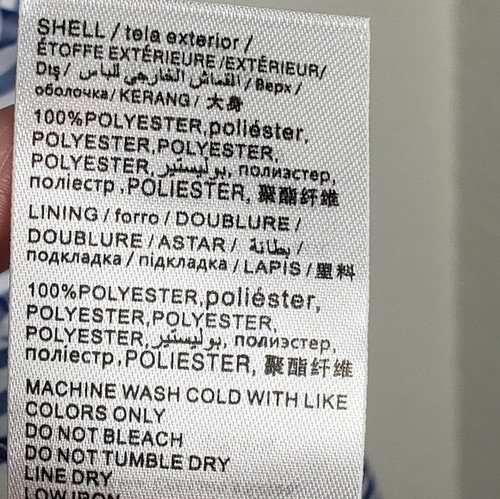 SHELL / tela exterior /
ÉTOFFE EXTÉRIEURE /EXTÉRIEUR/
Dış / القماش الخارجي للباس / Верх /
оболочка / KERANG / 大身
100%POLYESTER,poliéster,
POLYESTER,POLYESTER,
POLYESTER,بوليستير, полиэстер,
поліестр ,POLIESTER, 聚酯纤维
LINING / forro / DOUBLURE /
DOUBLURE / ASTAR / بطانة /
подкладка / підкладка / LAPIS / 里料
100%POLYESTER,poliéster,
POLYESTER,POLYESTER,
POLYESTER,بوليستير, полиэстер,
поліестр ,POLIESTER, 聚酯纤维
MACHINE WASH COLD WITH LIKE
COLORS ONLY
DO NOT BLEACH
DO NOT TUMBLE DRY
LINE DRY
LOW IRON